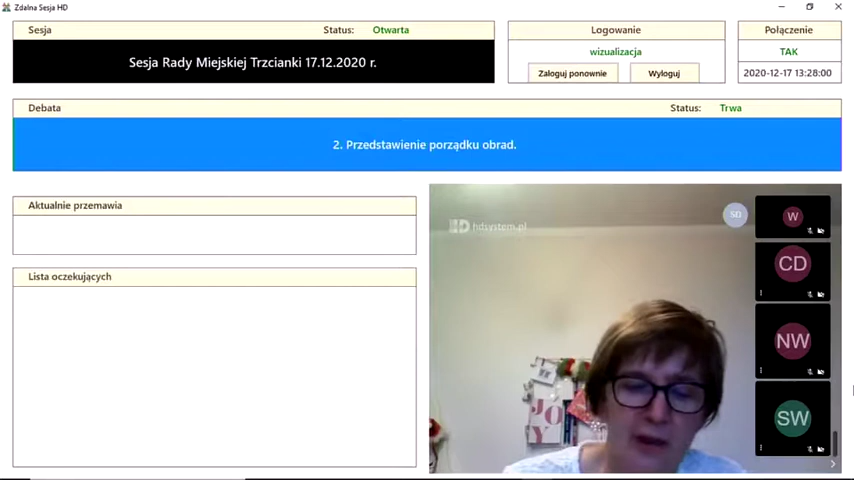 Zdalna Sesja HD
Sesja
Status: Otwarta
Sesja Rady Miejskiej Trzcianki 17.12.2020 r.
Logowanie
wizualizacja
Zaloguj ponownie
Wyloguj
Połączenie
TAK
2020-12-17 13:28:00
Debata
Status: Trwa
2. Przedstawienie porządku obrad.
Aktualnie przemawia
Lista oczekujących
HD hdsystem.pl
SD
W
CD
NW
SW
JO
Y